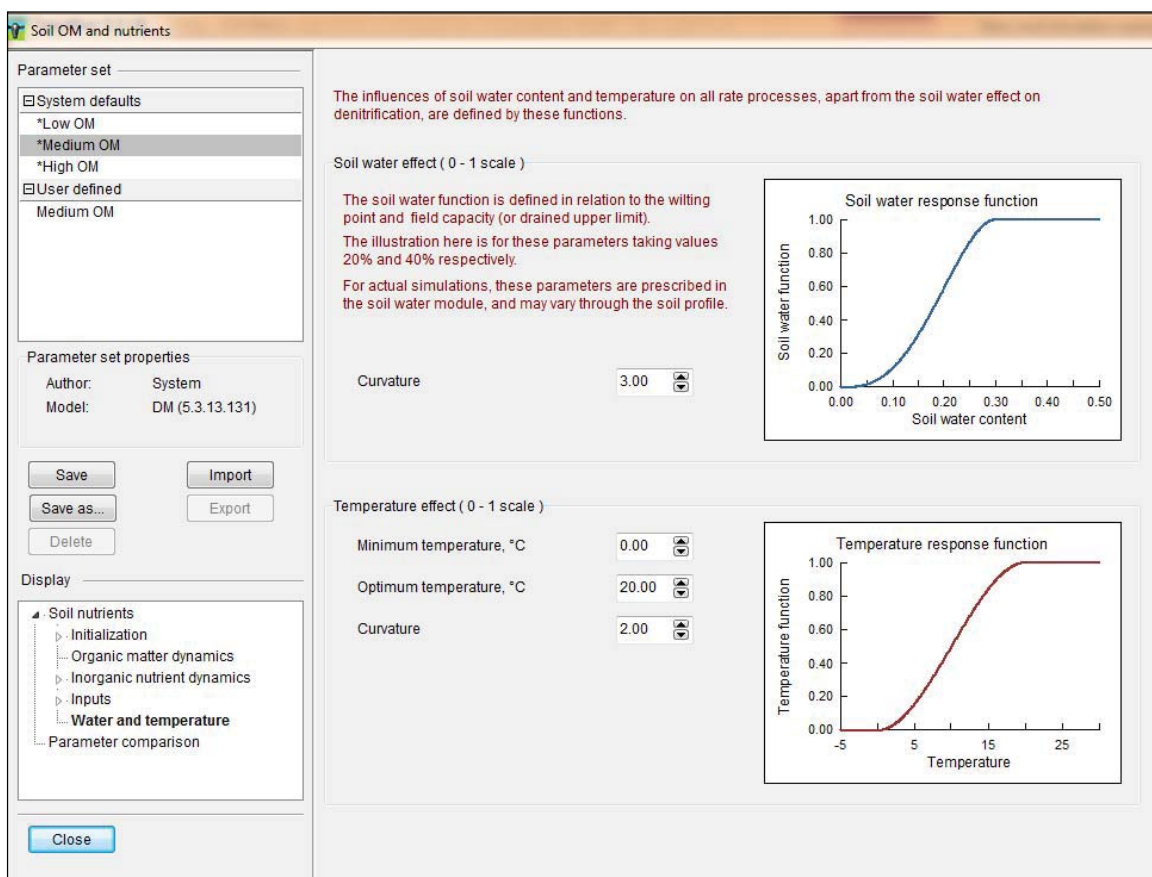 Soil OM and nutrients
Parameter set
System defaults
*Low OM
*Medium OM
*High OM
User defined
Medium OM
Parameter set properties
Author: System
Model: DM (5.3.13.131)
Save Import
Save as... Export
Delete
Display
Soil nutrients
Initialization
Organic matter dynamics
Inorganic nutrient dynamics
Inputs
Water and temperature
Parameter comparison
Close
The influences of soil water content and temperature on all rate processes, apart from the soil water effect on
denitrification, are defined by these functions.
Soil water effect ( 0 - 1 scale )
The soil water function is defined in relation to the wilting
point and field capacity (or drained upper limit).
The illustration here is for these parameters taking values
20% and 40% respectively.
For actual simulations, these parameters are prescribed in
the soil water module, and may vary through the soil profile.
Curvature 3.00
Soil water response function
Soil water function
1.00
0.80
0.60
0.40
0.20
0.00
0.00 0.10 0.20 0.30 0.40 0.50
Soil water content
Temperature effect ( 0 - 1 scale )
Minimum temperature, °C 0.00
Optimum temperature, °C 20.00
Curvature 2.00
Temperature response function
Temperature function
1.00
0.80
0.60
0.40
0.20
0.00
-5 5 15 25
Temperature